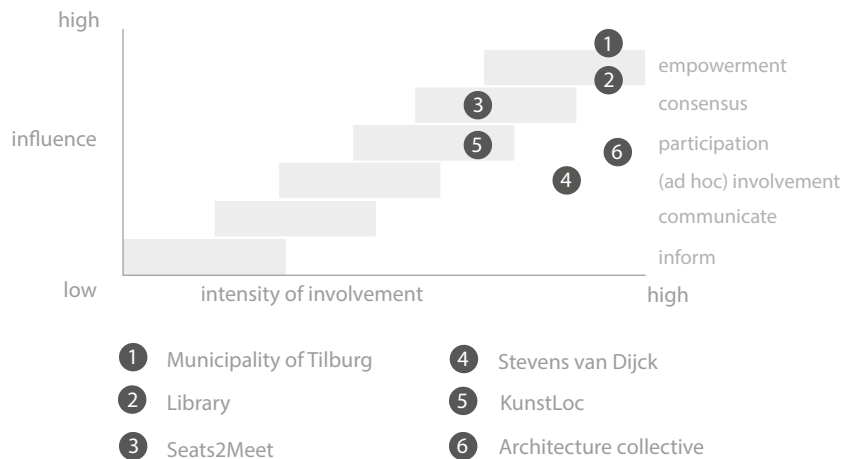 high
1
empowerment
2
3
consensus
influence
5
participation
6
4
(ad hoc) involvement
communicate
inform
low
intensity of involvement
high
1 Municipality of Tilburg
4 Stevens van Dijck
2 Library
5 KunstLoc
3 Seats2Meet
6 Architecture collective